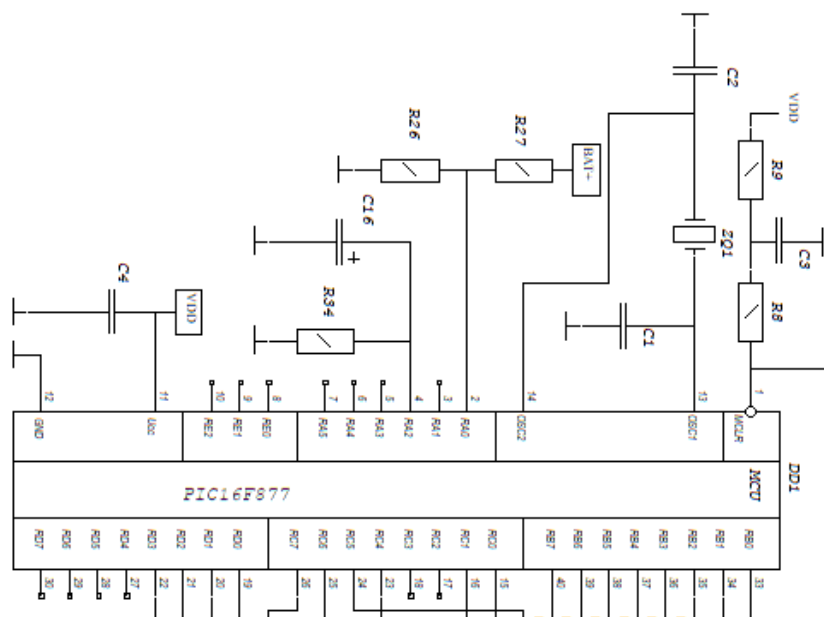 C2
VDD
R26
R27
BAT+
R9
C16
ZQ1
C3
C4
VDD
R34
C1
R8
12 11 10 9 8 7 6 5 4 3 2 14 13 1
GND Ucc RE2 RE1 RE0 RA5 RA4 RA3 RA2 RA1 RA0 OSC2 OSC1 MCLR
PIC16F877
MCU
DD1
RD7 RD6 RD5 RD4 RD3 RD2 RD1 RD0 RC7 RC6 RC5 RC4 RC3 RC2 RC1 RC0 RB7 RB6 RB5 RB4 RB3 RB2 RB1 RB0
30 29 28 27 22 21 20 19 26 25 24 23 18 17 16 15 40 39 38 37 36 35 34 33